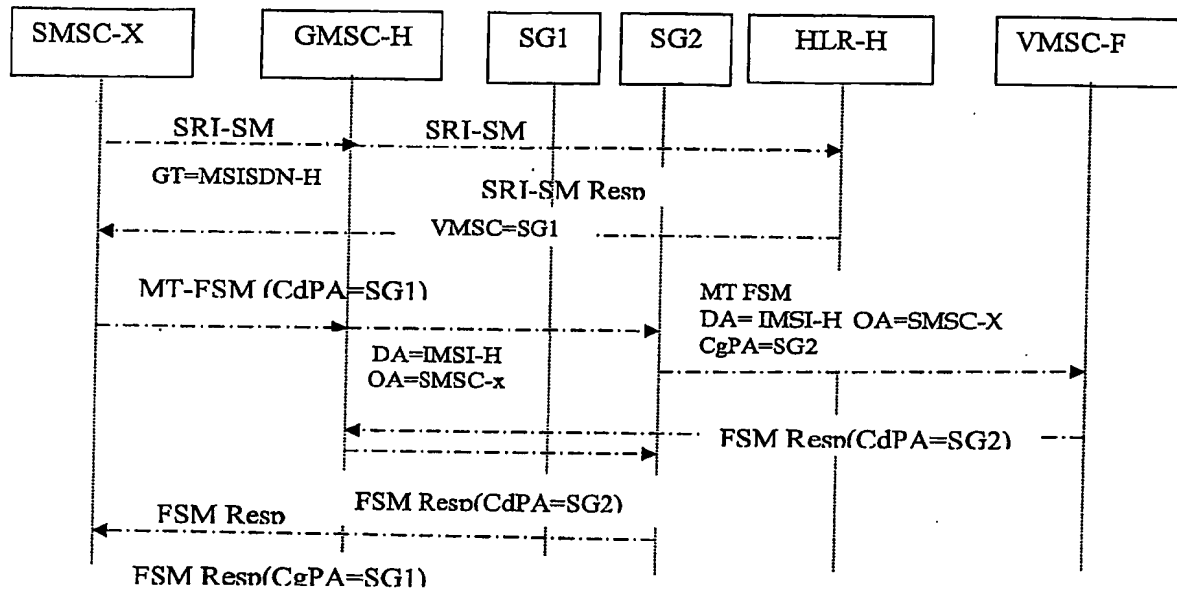 SMSC-X
GMSC-H
SG1
SG2
HLR-H
VMSC-F
SRI-SM
SRI-SM
GT=MSISDN-H
SRI-SM Resp
VMSC=SG1
MT-FSM (CdPA=SG1)
MT FSM
DA= IMSI-H OA=SMSC-X
CgPA=SG2
DA=IMSI-H
OA=SMSC-x
FSM Resp(CdPA=SG2)
FSM Resp(CdPA=SG2)
FSM Resp
FSM Resp(CgPA=SG1)